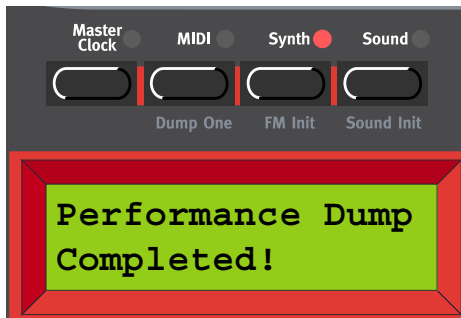 Master
Clock
MIDI
Synth
Sound
Dump One
FM Init
Sound Init
Performance Dump
Completed!